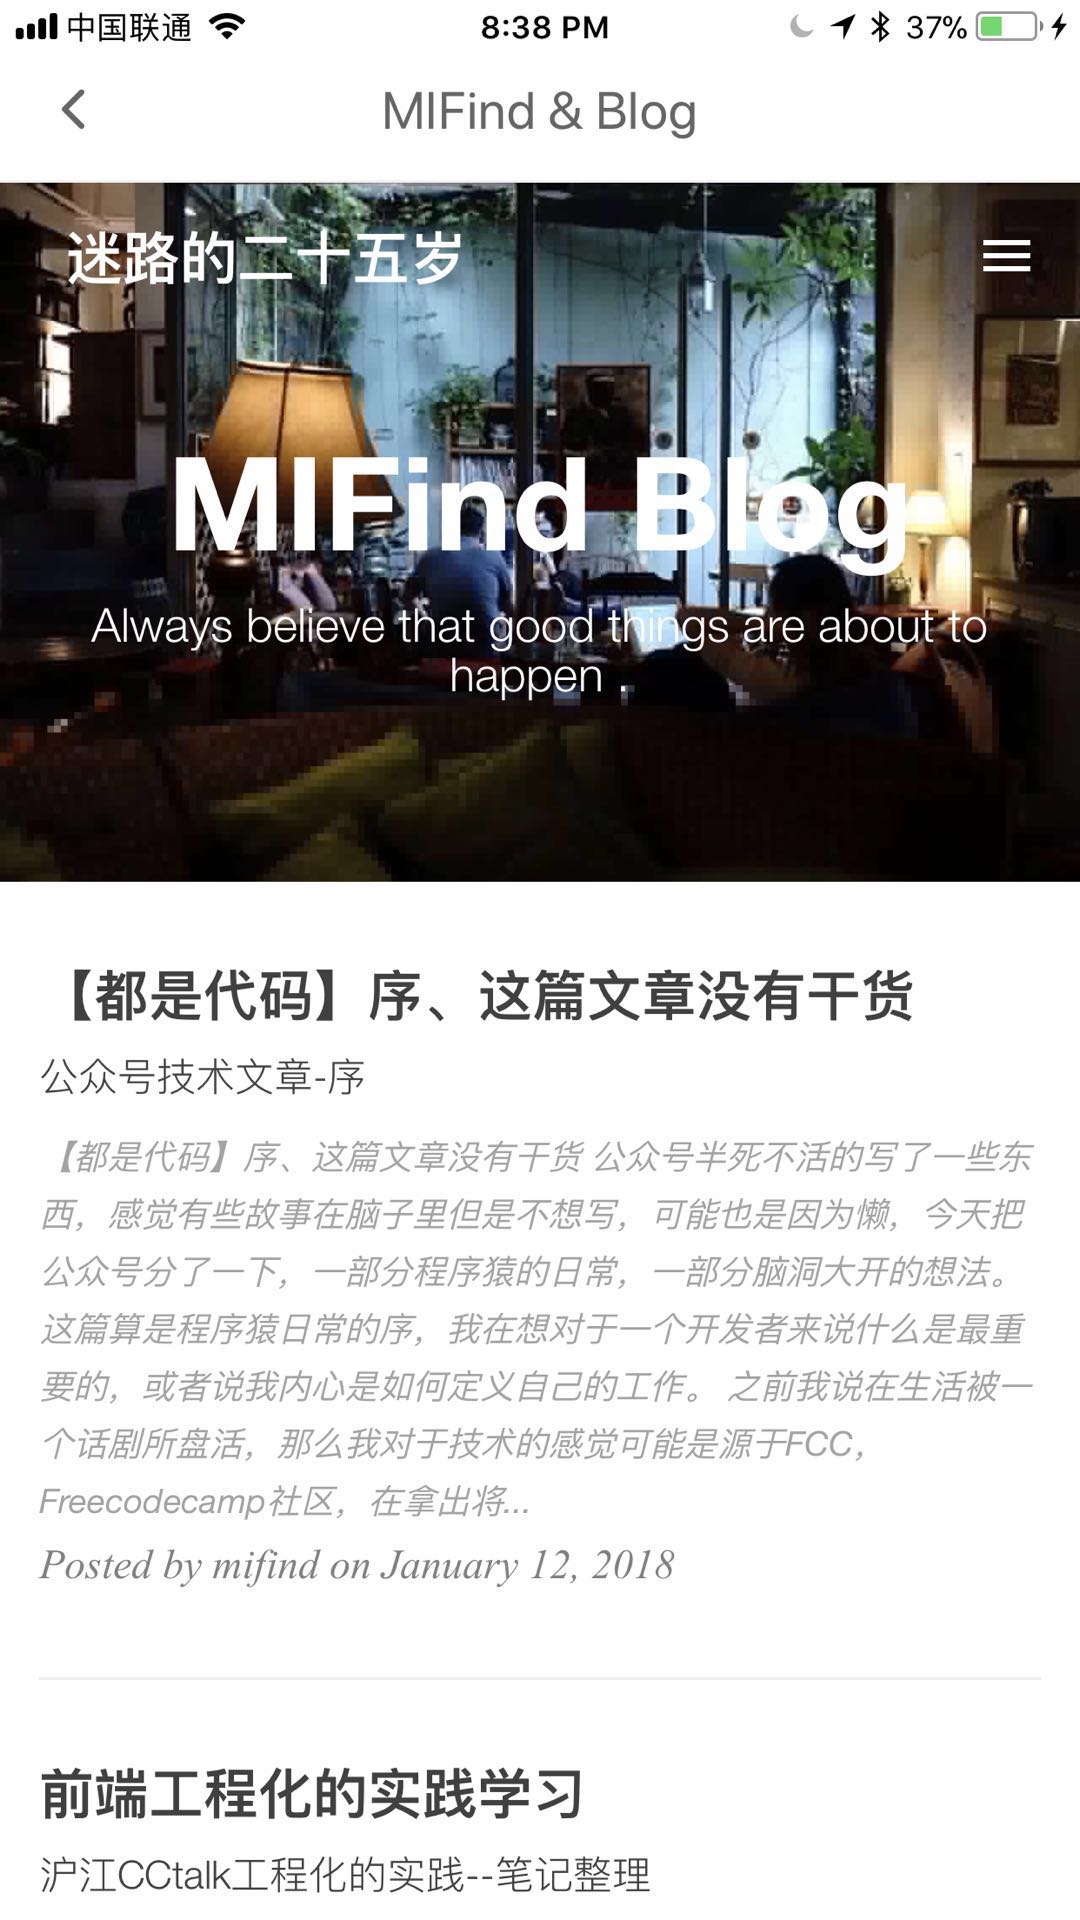 中国联通
8:38 PM
37%
MIFind & Blog
迷路的二十五岁
MIFind Blog
Always believe that good things are about to
happen .
【都是代码】序、这篇文章没有干货
公众号技术文章-序
【都是代码】序、这篇文章没有干货 公众号半死不活的写了一些东
西，感觉有些故事在脑子里但是不想写，可能也是因为懒，今天把
公众号分了一下，一部分程序猿的日常，一部分脑洞大开的想法。
这篇算是程序猿日常的序，我在想对于一个开发者来说什么是最重
要的，或者说我内心是如何定义自己的工作。 之前我说在生活被一
个话剧所盘活，那么我对于技术的感觉可能是源于FCC，
Freecodecamp社区，在拿出将...
Posted by mifind on January 12, 2018
前端工程化的实践学习
沪江CCtalk工程化的实践--笔记整理